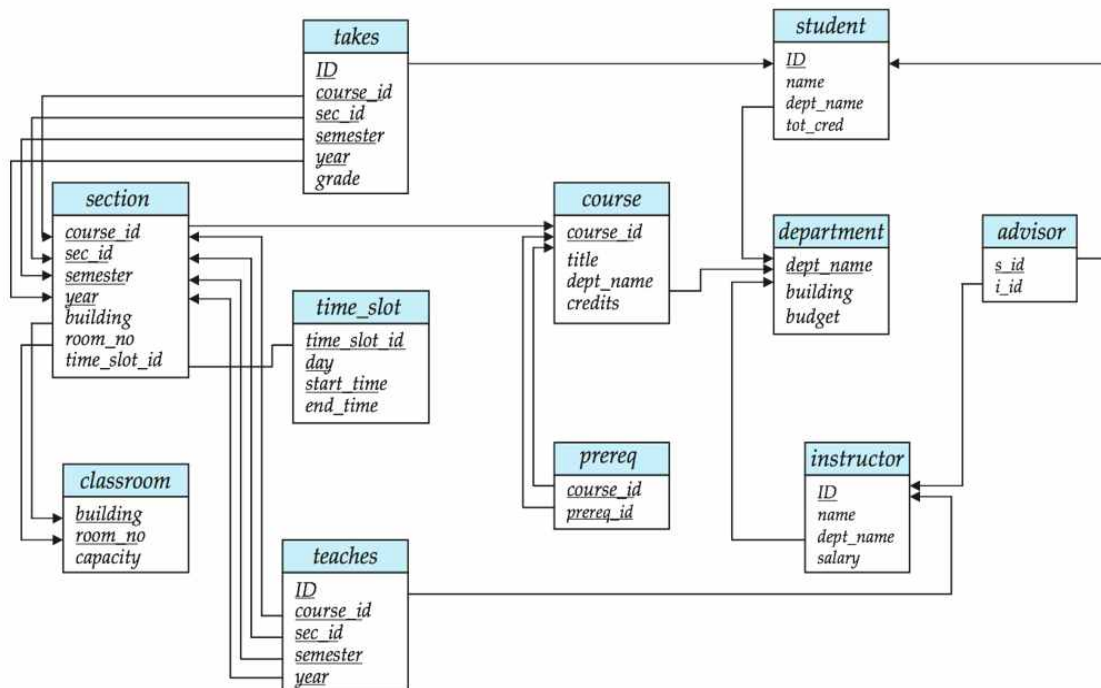 takes
ID
course_id
sec_id
semester
year
grade
student
ID
name
dept_name
tot_cred
section
course_id
sec_id
semester
year
building
room_no
time_slot_id
course
course_id
title
dept_name
credits
department
dept_name
building
budget
advisor
s_id
i_id
time_slot
time_slot_id
day
start_time
end_time
classroom
building
room_no
capacity
prereq
course_id
prereq_id
instructor
ID
name
dept_name
salary
teaches
ID
course_id
sec_id
semester
year